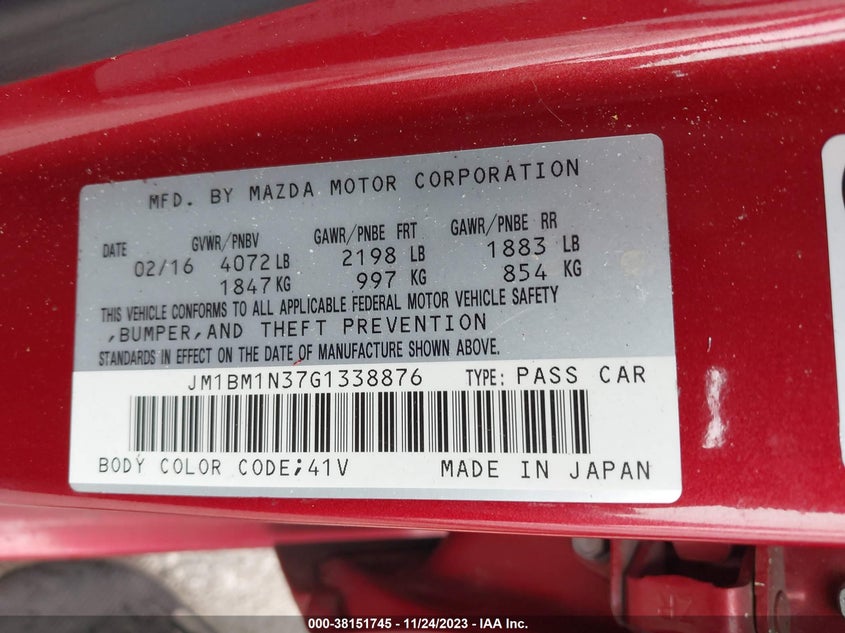 MFD. BY MAZDA MOTOR CORPORATION
DATE GVWR/PNBV GAWR/PNBE FRT GAWR/PNBE RR
02/16 4072 LB 2198 LB 1883 LB
1847 KG 997 KG 854 KG
THIS VEHICLE CONFORMS TO ALL APPLICABLE FEDERAL MOTOR VEHICLE SAFETY
,BUMPER,AND THEFT PREVENTION
STANDARDS IN EFFECT ON THE DATE OF MANUFACTURE SHOWN ABOVE.
JM1BM1N37G1338876 TYPE: PASS CAR
BODY COLOR CODE;41V MADE IN JAPAN
000-38151745 - 11/24/2023 - © IAA Inc.